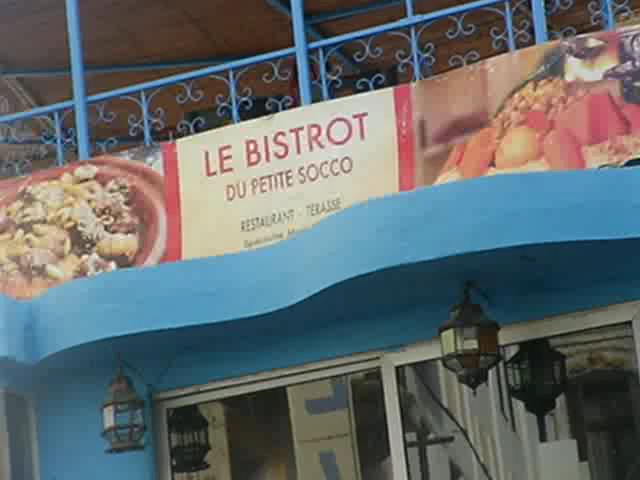 LE BISTROT
DU PETITE SOCCO
RESTAURANT - TERASSE